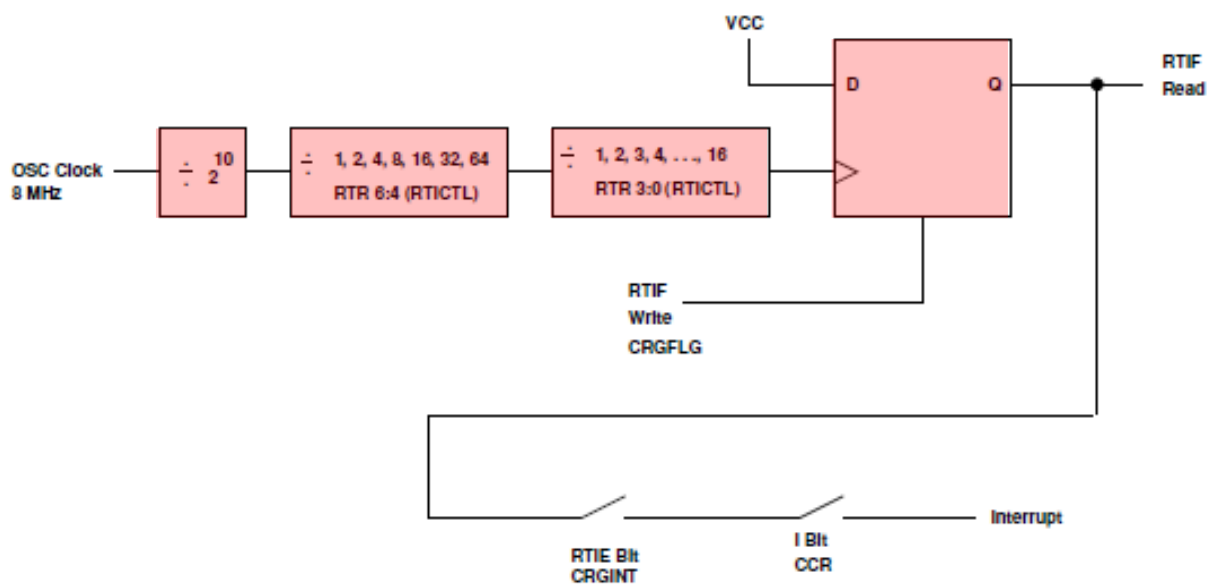 VCC
D
Q
RTIF
Read
OSC Clock
8 MHz
÷ 2^10
÷ 1, 2, 4, 8, 16, 32, 64
RTR 6:4 (RTICTL)
÷ 1, 2, 3, 4, . . ., 16
RTR 3:0 (RTICTL)
RTIF
Write
CRGFLG
RTIE Bit
CRGINT
I Bit
CCR
Interrupt